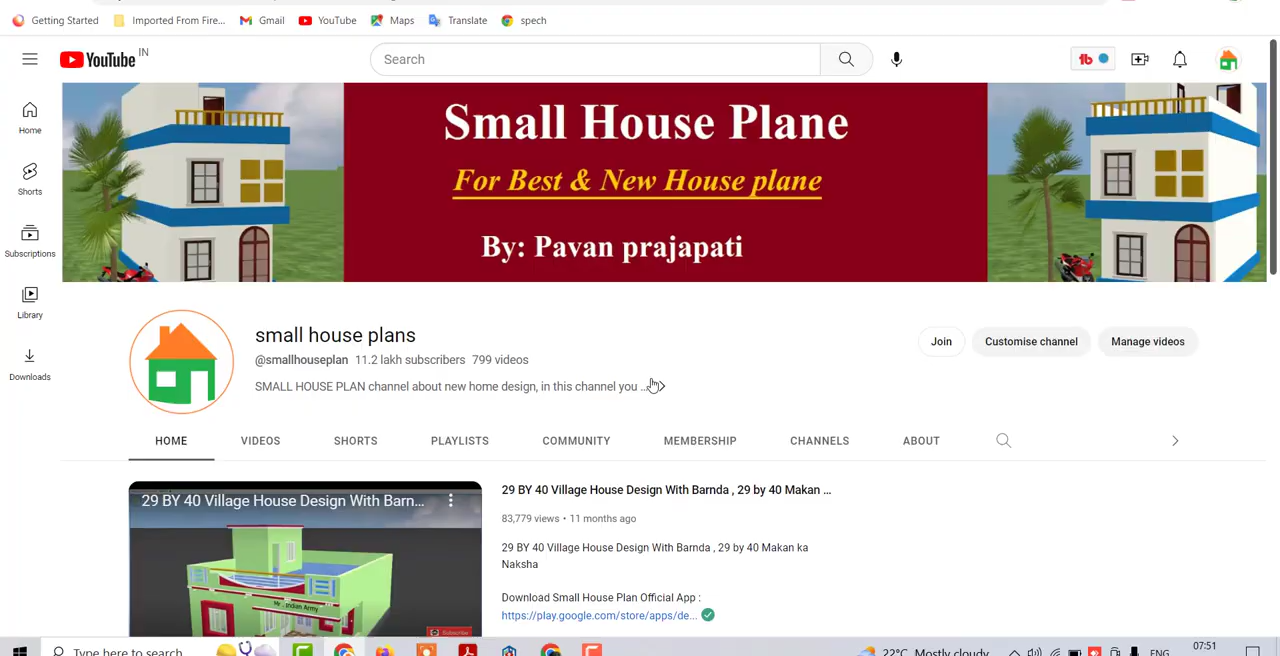 Getting Started
Imported From Fire...
Gmail
YouTube
Maps
Translate
spech
YouTube IN
Search
tb
Home
Shorts
Subscriptions
Library
Downloads
Small House Plane
For Best & New House plane
By: Pavan prajapati
small house plans
@smallhouseplan 11.2 lakh subscribers 799 videos
SMALL HOUSE PLAN channel about new home design, in this channel you ...
Join
Customise channel
Manage videos
HOME
VIDEOS
SHORTS
PLAYLISTS
COMMUNITY
MEMBERSHIP
CHANNELS
ABOUT
29 BY 40 Village House Design With Barn...
Mr. Indian Army
Subscribe
29 BY 40 Village House Design With Barnda , 29 by 40 Makan ...
83,779 views • 11 months ago
29 BY 40 Village House Design With Barnda , 29 by 40 Makan ka
Naksha
Download Small House Plan Official App :
https://play.google.com/store/apps/de...
Type here to search
22°C Mostly cloudy
ENG
07:51